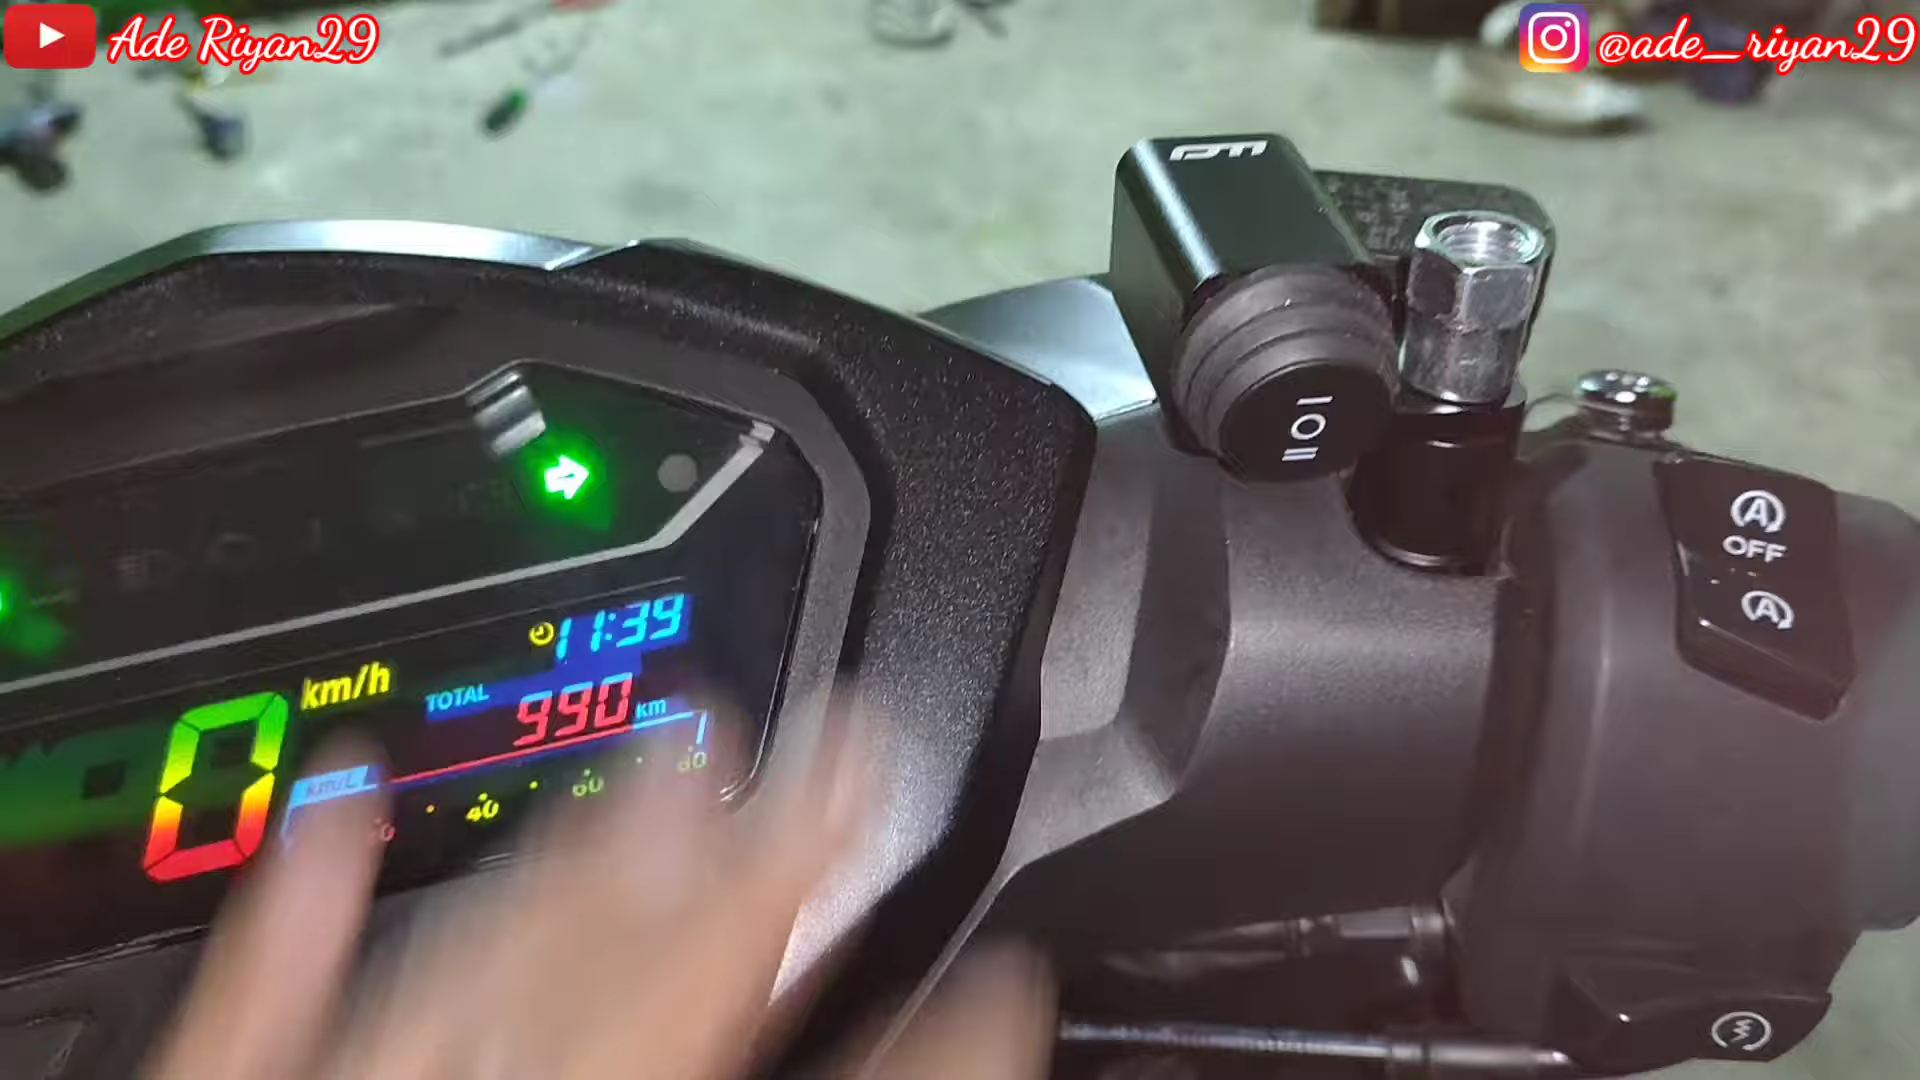 Ade Riyan29
@ade_riyan29
I O II
A
OFF
A
11:39
km/h
TOTAL
990 KM
0
km/L
40
60
80